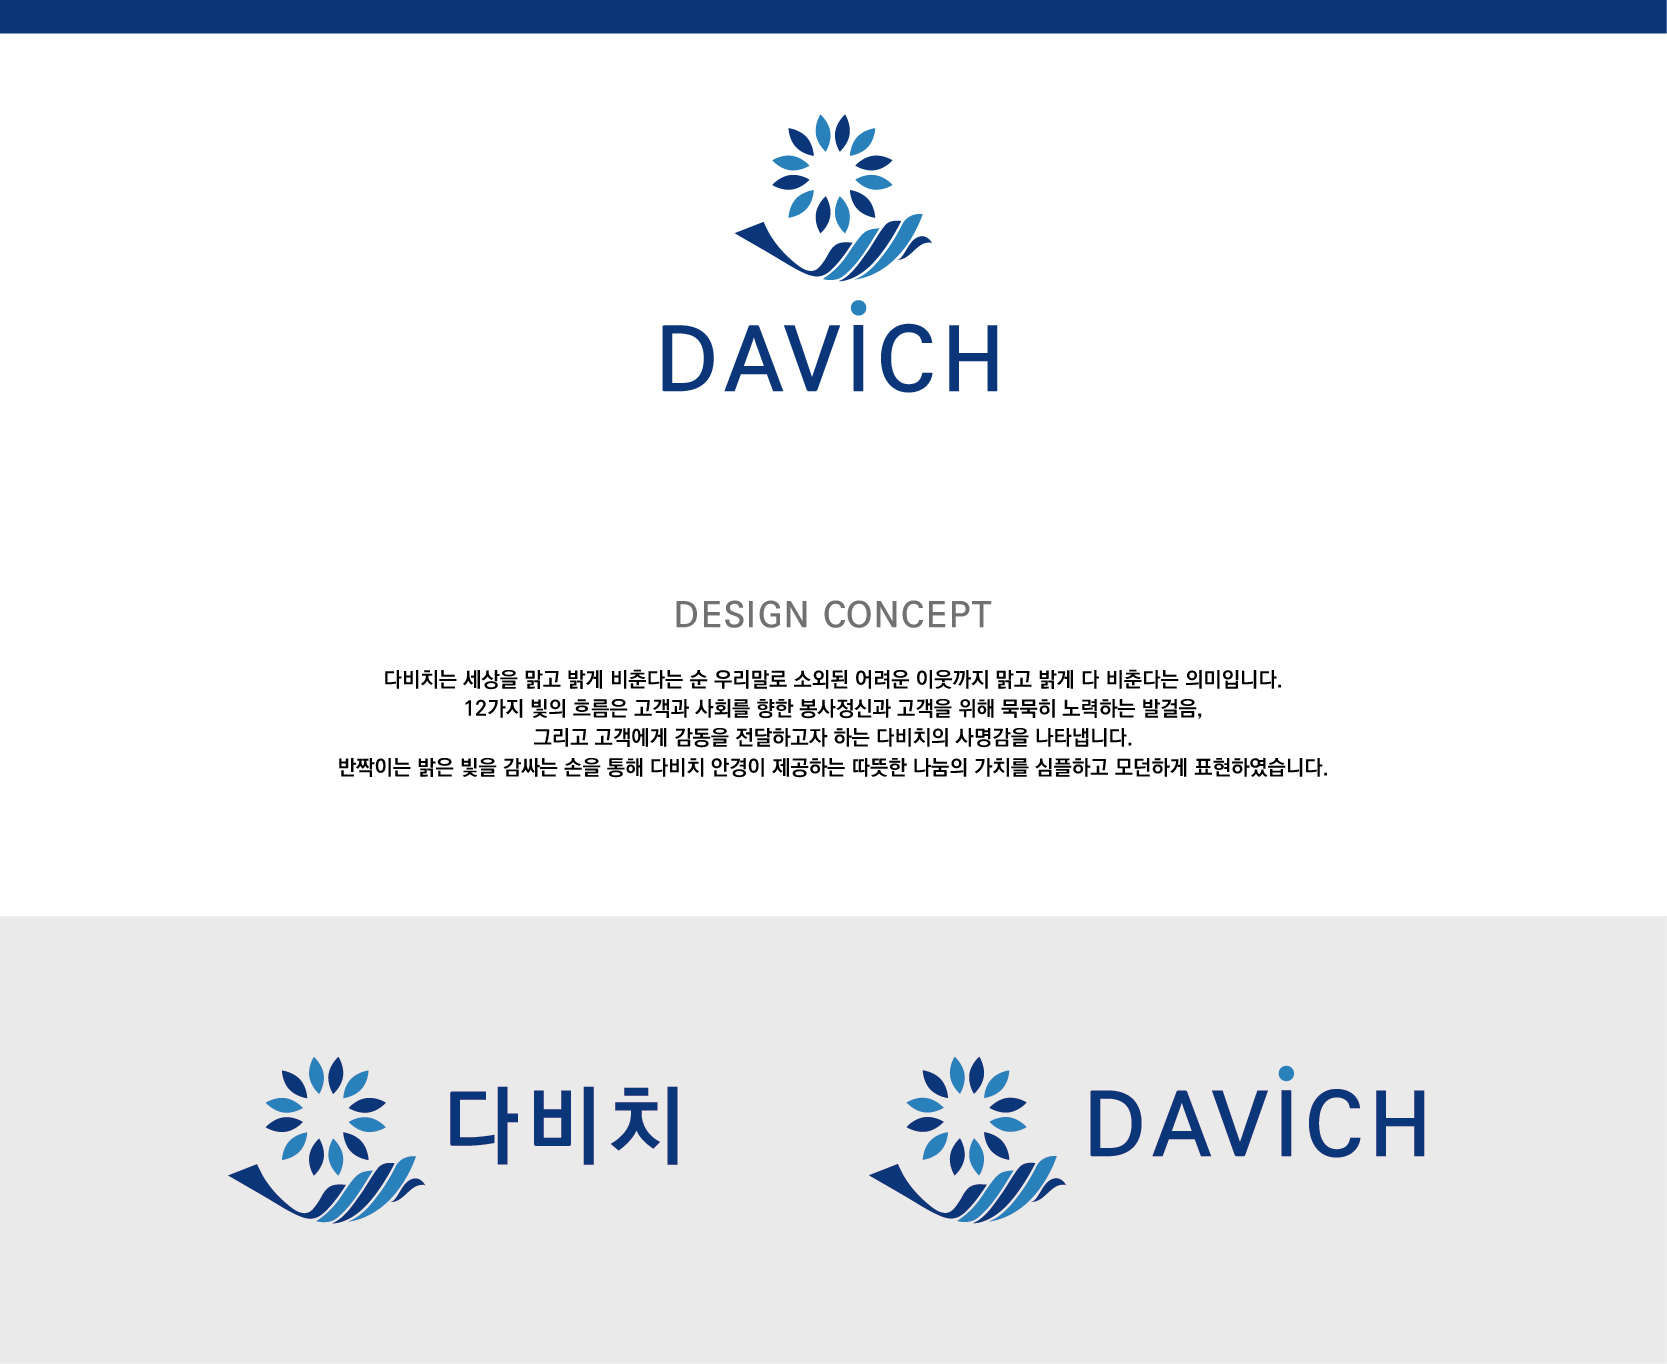 DAViCH
DESIGN CONCEPT
다비치는 세상을 맑고 밝게 비춘다는 순 우리말로 소외된 어려운 이웃까지 맑고 밝게 다 비춘다는 의미입니다.
12가지 빛의 흐름은 고객과 사회를 향한 봉사정신과 고객을 위해 묵묵히 노력하는 발걸음,
그리고 고객에게 감동을 전달하고자 하는 다비치의 사명감을 나타냅니다.
반짝이는 밝은 빛을 감싸는 손을 통해 다비치 안경이 제공하는 따뜻한 나눔의 가치를 심플하고 모던하게 표현하였습니다.
다비치
DAViCH